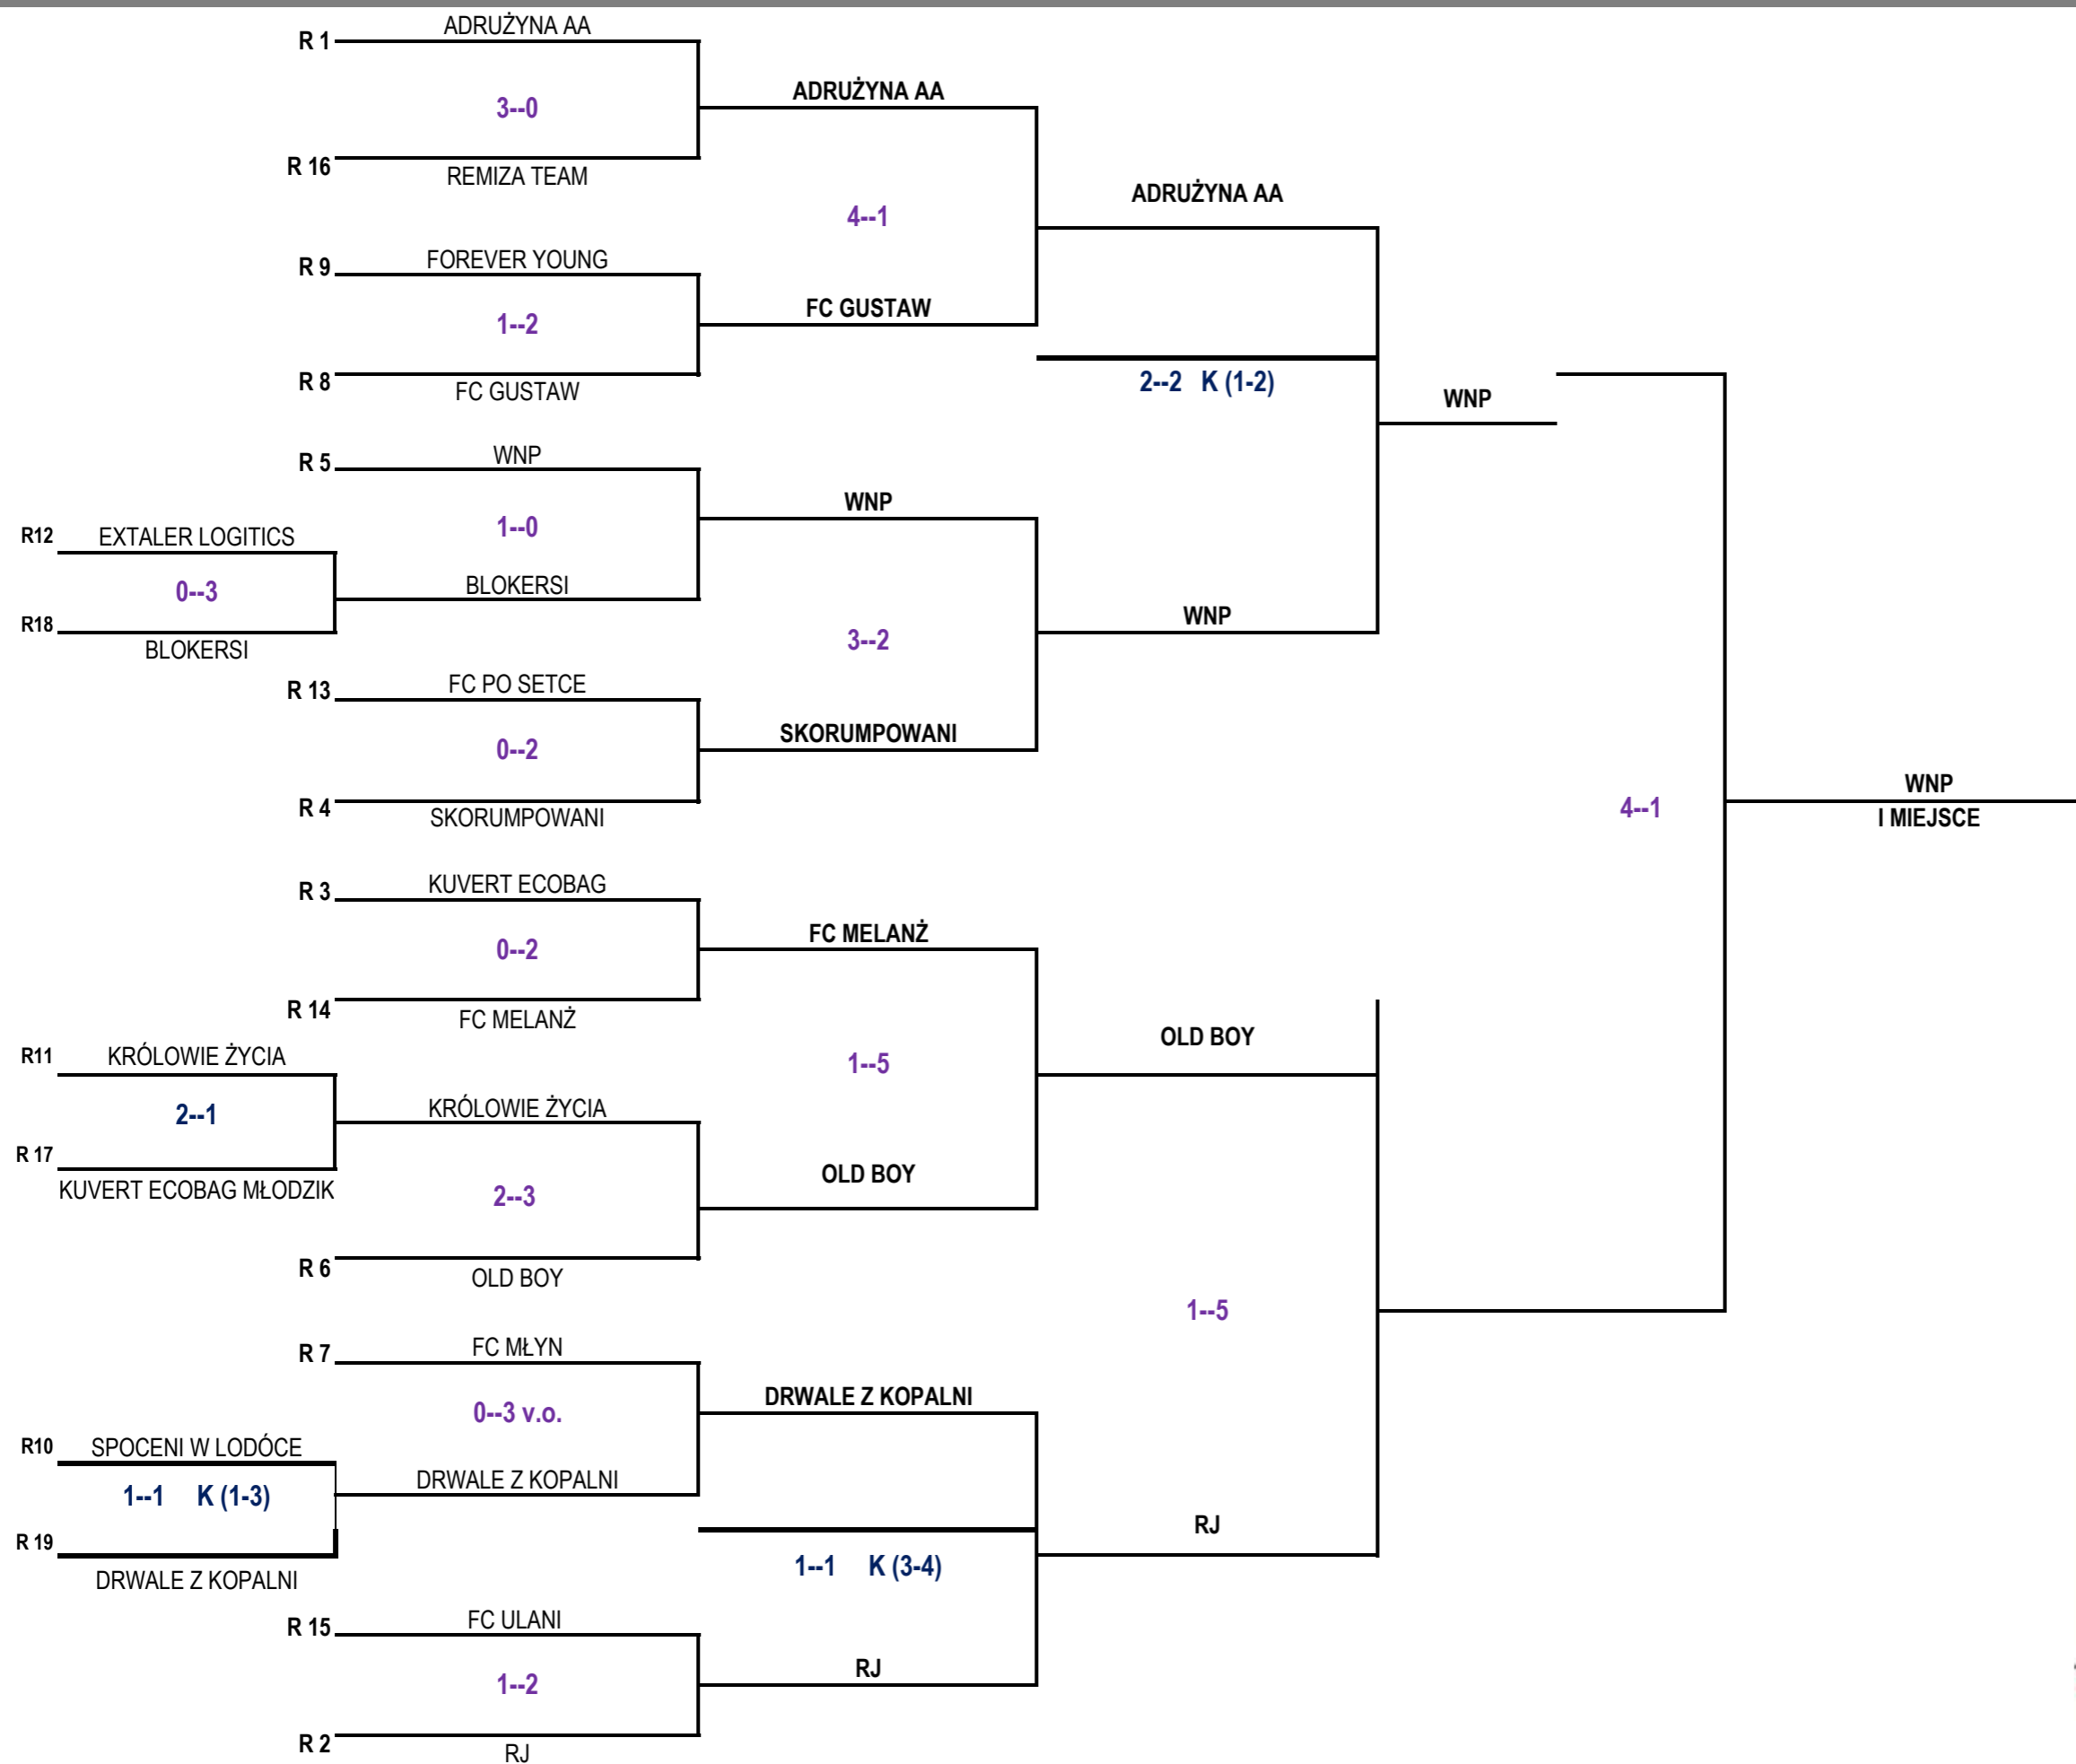 ADRUŻYNA AA
R 1
3--0
R 16
REMIZA TEAM
ADRUŻYNA AA
4--1
R 9
FOREVER YOUNG
1--2
FC GUSTAW
R 8
FC GUSTAW
ADRUŻYNA AA
2--2 K (1-2)
WNP
R 5
WNP
1--0
WNP
R12
EXTALER LOGITICS
0--3
BLOKERSI
R18
BLOKERSI
3--2
WNP
R 13
FC PO SETCE
0--2
SKORUMPOWANI
R 4
SKORUMPOWANI
4--1
WNP
I MIEJSCE
R 3
KUVERT ECOBAG
0--2
FC MELANŻ
R 14
FC MELANŻ
1--5
OLD BOY
R11
KRÓLOWIE ŻYCIA
2--1
KRÓLOWIE ŻYCIA
R 17
KUVERT ECOBAG MŁODZIK
2--3
OLD BOY
R 6
OLD BOY
1--5
R 7
FC MŁYN
0--3 v.o.
DRWALE Z KOPALNI
R10
SPOCENI W LODÓCE
1--1 K (1-3)
DRWALE Z KOPALNI
R 19
DRWALE Z KOPALNI
1--1 K (3-4)
RJ
R 15
FC ULANI
1--2
RJ
R 2
RJ